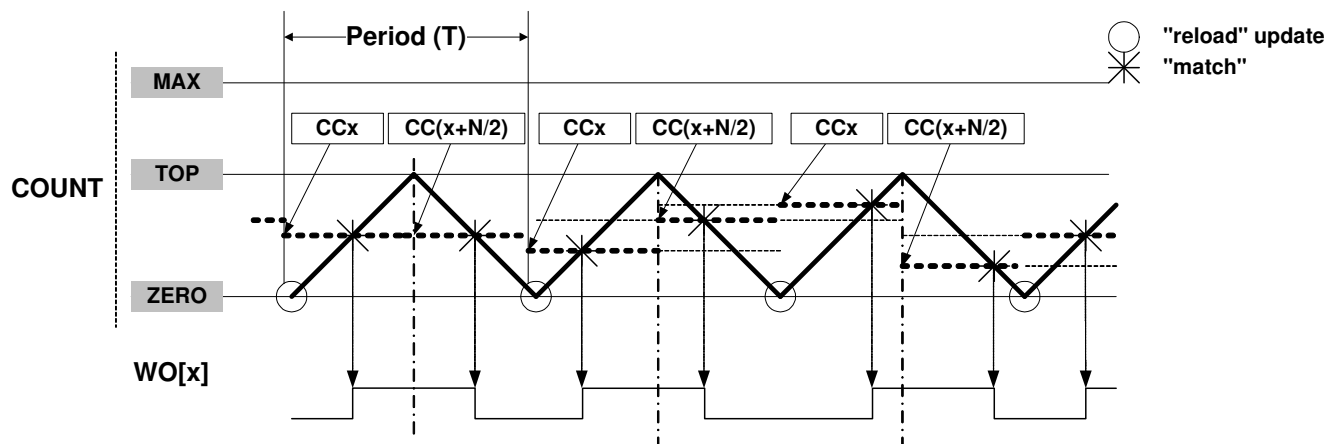 Period (T)
"reload" update
"match"
MAX
CCx
CC(x+N/2)
CCx
CC(x+N/2)
CCx
CC(x+N/2)
TOP
COUNT
ZERO
WO[x]